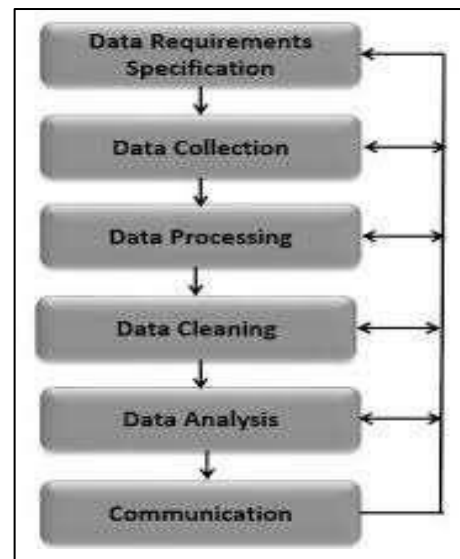 Data Requirements
Specification
Data Collection
Data Processing
Data Cleaning
Data Analysis
Communication